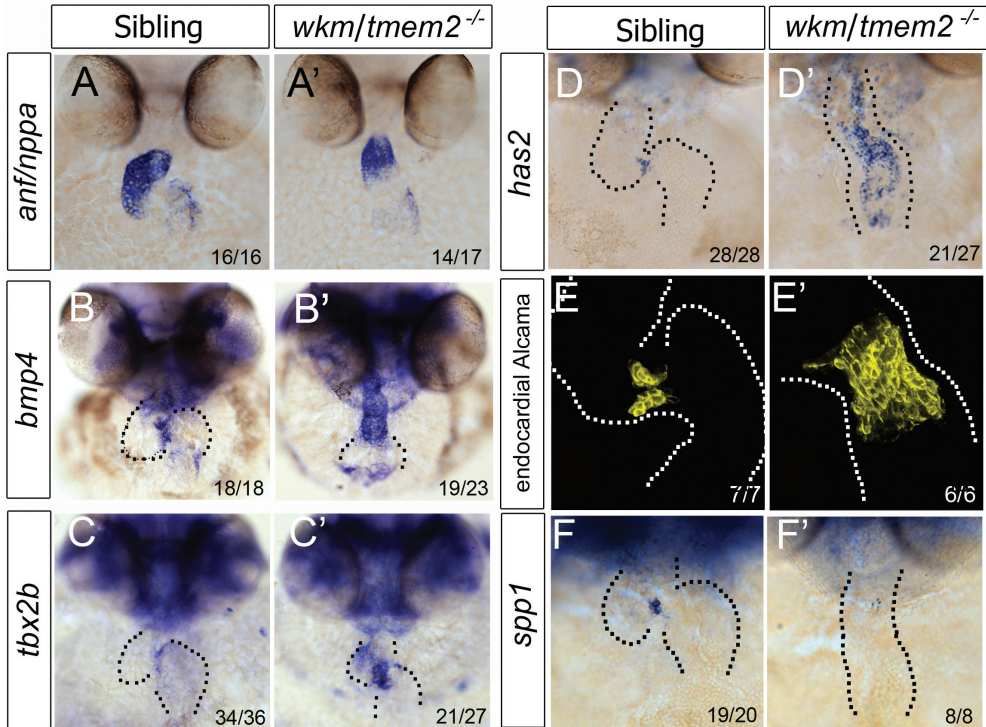 Sibling
wkm/tmem2 -/-
Sibling
wkm/tmem2 -/-
anf/nppa
A
16/16
A’
14/17
bmp4
B
18/18
B’
19/23
tbx2b
C
34/36
C’
21/27
has2
D
28/28
D’
21/27
endocardial Alcama
E
7/7
E’
6/6
spp1
F
19/20
F’
8/8